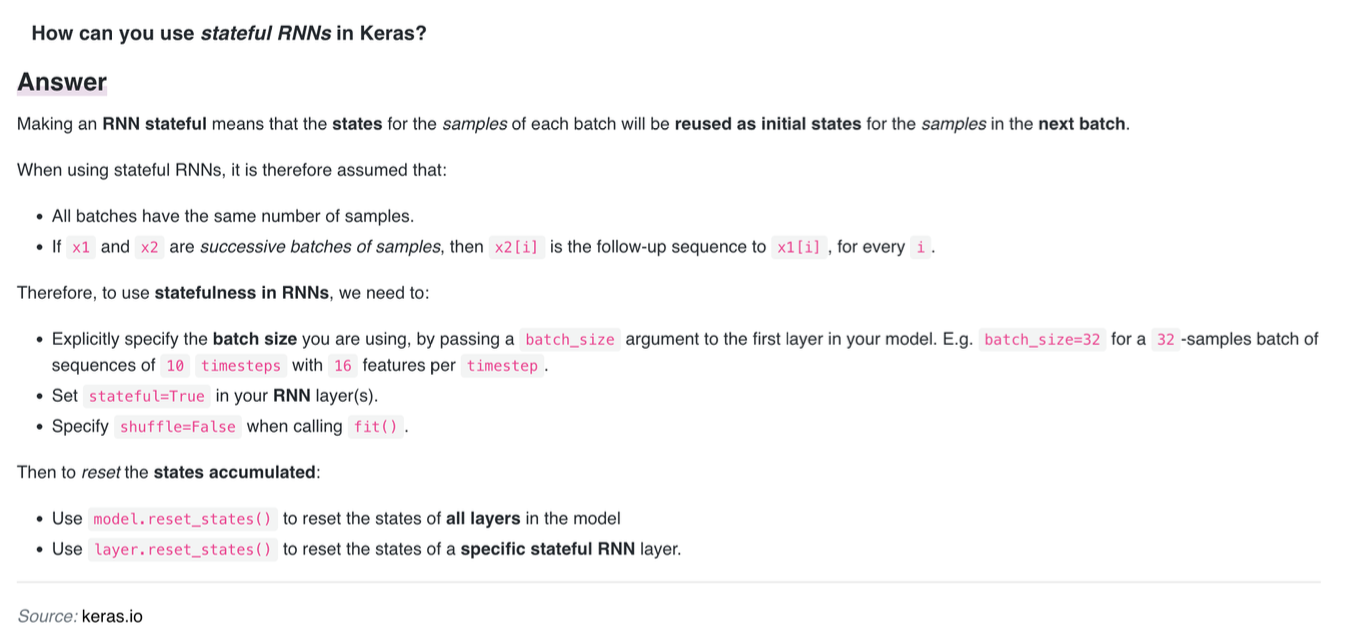 How can you use stateful RNNs in Keras?
Answer
Making an RNN stateful means that the states for the samples of each batch will be reused as initial states for the samples in the next batch.
When using stateful RNNs, it is therefore assumed that:
• All batches have the same number of samples.
• If x1 and x2 are successive batches of samples, then x2[i] is the follow-up sequence to x1[i] , for every i .
Therefore, to use statefulness in RNNs, we need to:
• Explicitly specify the batch size you are using, by passing a batch_size argument to the first layer in your model. E.g. batch_size=32 for a 32 -samples batch of
sequences of 10 timesteps with 16 features per timestep .
• Set stateful=True in your RNN layer(s).
• Specify shuffle=False when calling fit() .
Then to reset the states accumulated:
• Use model.reset_states() to reset the states of all layers in the model
• Use layer.reset_states() to reset the states of a specific stateful RNN layer.
Source: keras.io